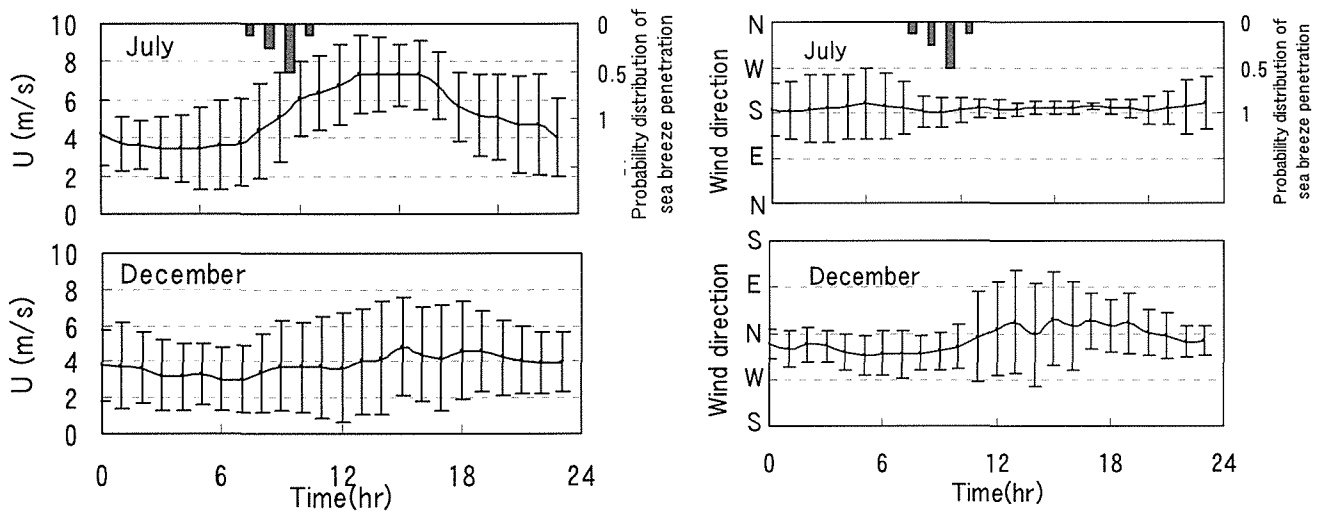 10
8
6
4
2
0
U (m/s)
July
0
0.5
1
Probability distribution of
sea breeze penetration
N
W
S
E
N
Wind direction
July
0
0.5
1
Probability distribution of
sea breeze penetration
10
8
6
4
2
0
U (m/s)
December
0
6
12
18
24
Time(hr)
S
E
N
W
S
Wind direction
December
0
6
12
18
24
Time(hr)